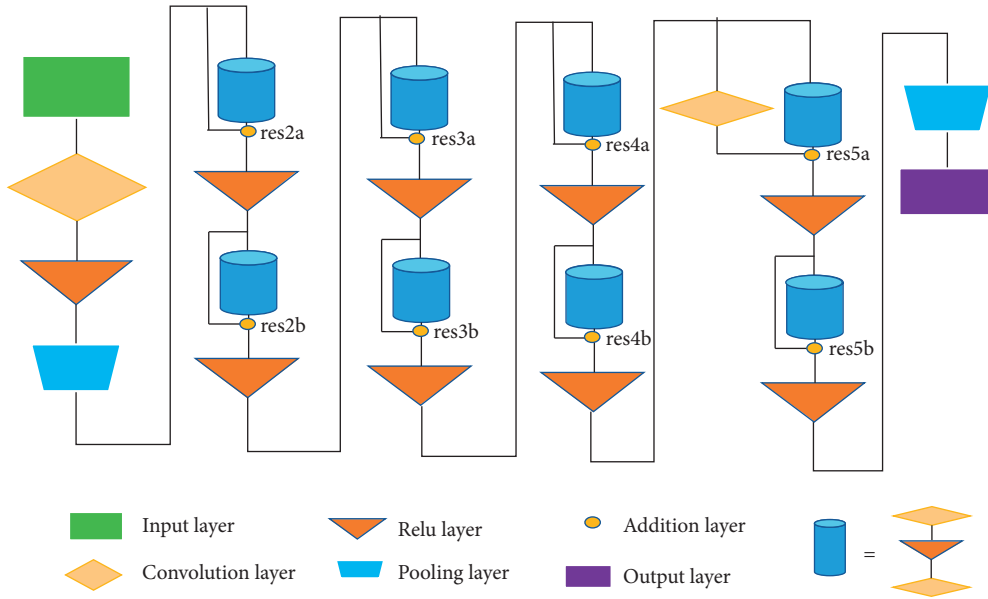 res2a
res3a
res4a
res5a
res2b
res3b
res4b
res5b
Input layer
Relu layer
Addition layer
=
Convolution layer
Pooling layer
Output layer